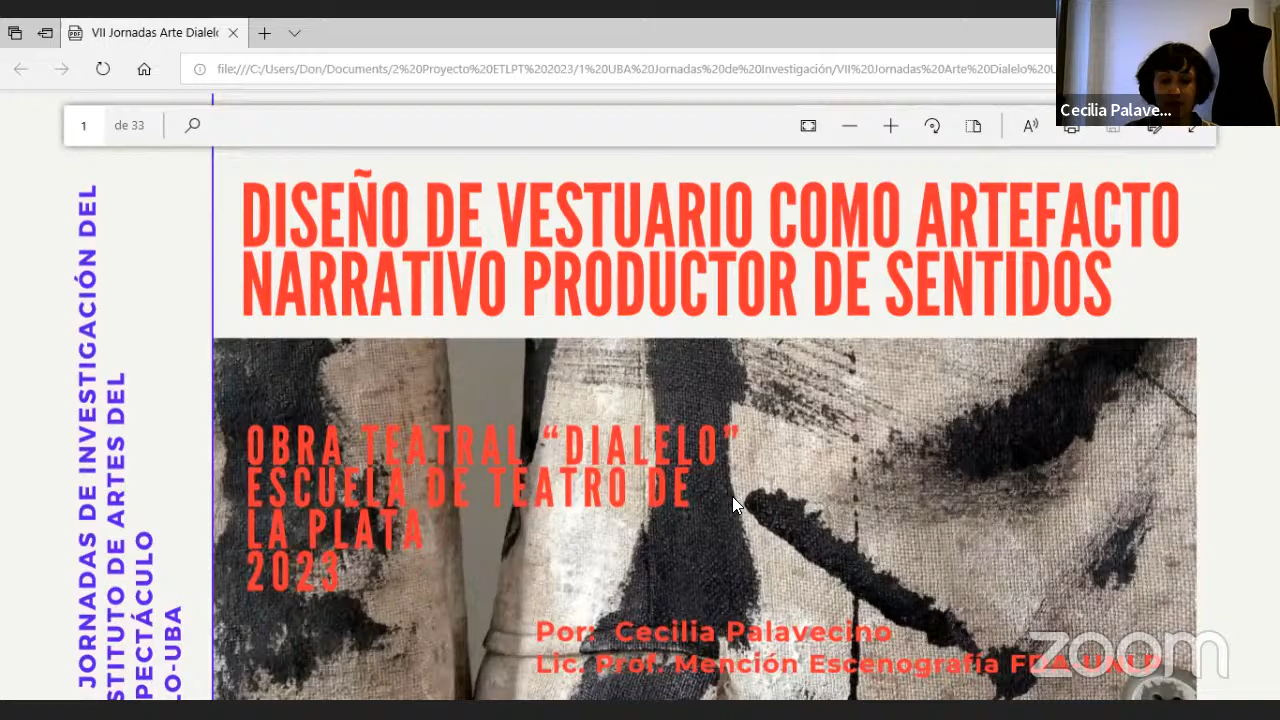 VII Jornadas Arte Dialelo
file:///C:/Users/Don/Documents/2%20Proyecto%20ETLPT%202023/1%20UBA%20Jornadas%20de%20Investigación/VII%20Jornadas%20Arte%20Dialelo%20U
Cecilia Palave...
1 de 33
DISEÑO DE VESTUARIO COMO ARTEFACTO
NARRATIVO PRODUCTOR DE SENTIDOS
JORNADAS DE INVESTIGACIÓN DEL
STITUTO DE ARTES DEL
PECTÁCULO
LO-UBA
OBRA TEATRAL “DIALELO”
ESCUELA DE TEATRO DE
LA PLATA
2023
Por: Cecilia Palavecino
Lic. Prof. Mención Escenografía FDA-UNLP
zoom